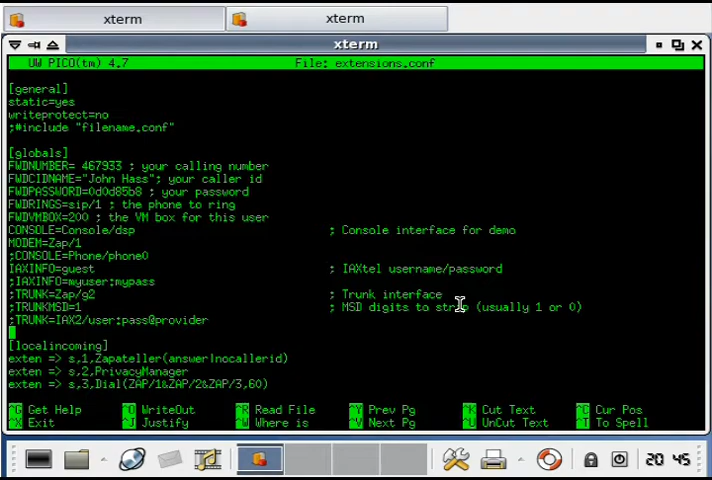 xterm
xterm
xterm
UW PICO(tm) 4.7 File: extensions.conf
[general]
static=yes
writeprotect=no
;#include "filename.conf"
[globals]
FWDNUMBER= 467933 ; your calling number
FWDCIDNAME="John Hass"; your caller id
FWDPASSWORD=0d0d85b8 ; your password
FWDRINGS=sip/1 ; the phone to ring
FWDVMBOX=200 ; the VM box for this user
CONSOLE=Console/dsp ; Console interface for demo
MODEM=Zap/1
;CONSOLE=Phone/phone0
IAXINFO=guest ; IAXtel username/password
;IAXINFO=myuser:mypass
;TRUNK=Zap/g2 ; Trunk interface
;TRUNKMSD=1 ; MSD digits to strip (usually 1 or 0)
;TRUNK=IAX2/user:pass@provider
[localincoming]
exten => s,1,Zapateller(answer|nocallerid)
exten => s,2,PrivacyManager
exten => s,3,Dial(ZAP/1&ZAP/2&ZAP/3,60)
^G Get Help ^O WriteOut ^R Read File ^Y Prev Pg ^K Cut Text ^C Cur Pos
^X Exit ^J Justify ^W Where is ^V Next Pg ^U UnCut Text ^T To Spell
20 45